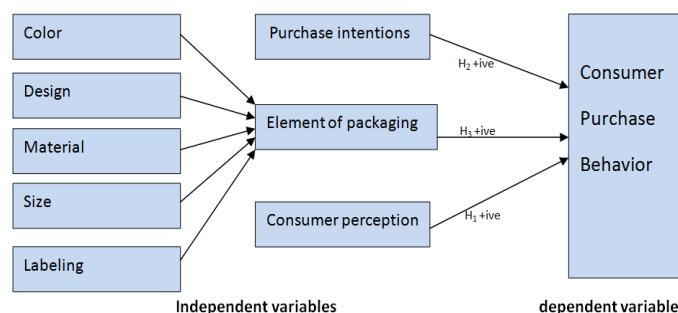 Color
Design
Material
Size
Labeling
Purchase intentions
Element of packaging
Consumer perception
H₂ +ive
H₃ +ive
H₁ +ive
Consumer
Purchase
Behavior
Independent variables
dependent variable